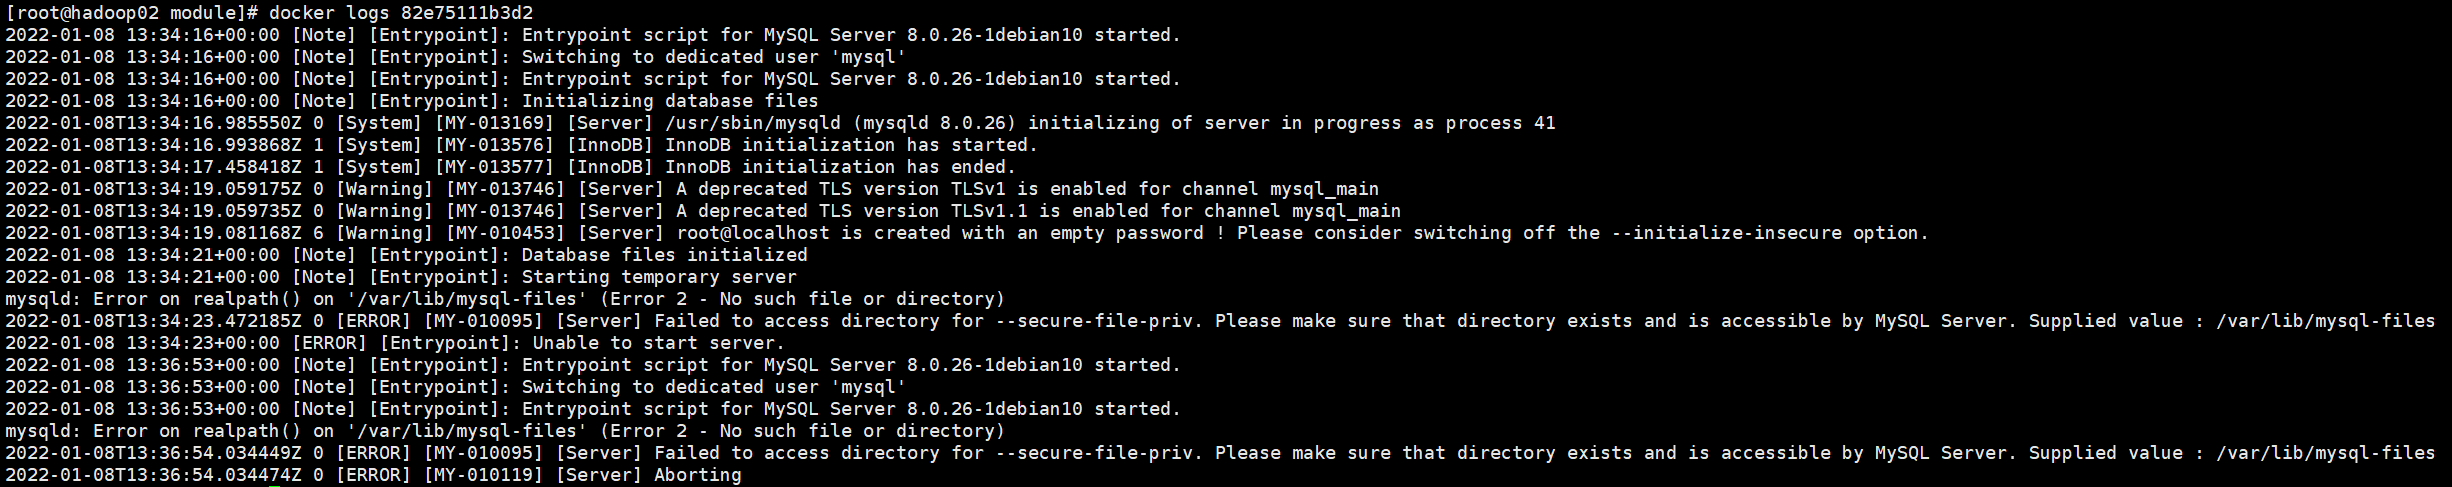 [root@hadoop02 module]# docker logs 82e75111b3d2
2022-01-08 13:34:16+00:00 [Note] [Entrypoint]: Entrypoint script for MySQL Server 8.0.26-1debian10 started.
2022-01-08 13:34:16+00:00 [Note] [Entrypoint]: Switching to dedicated user 'mysql'
2022-01-08 13:34:16+00:00 [Note] [Entrypoint]: Entrypoint script for MySQL Server 8.0.26-1debian10 started.
2022-01-08 13:34:16+00:00 [Note] [Entrypoint]: Initializing database files
2022-01-08T13:34:16.985550Z 0 [System] [MY-013169] [Server] /usr/sbin/mysqld (mysqld 8.0.26) initializing of server in progress as process 41
2022-01-08T13:34:16.993868Z 1 [System] [MY-013576] [InnoDB] InnoDB initialization has started.
2022-01-08T13:34:17.458418Z 1 [System] [MY-013577] [InnoDB] InnoDB initialization has ended.
2022-01-08T13:34:19.059175Z 0 [Warning] [MY-013746] [Server] A deprecated TLS version TLSv1 is enabled for channel mysql_main
2022-01-08T13:34:19.059735Z 0 [Warning] [MY-013746] [Server] A deprecated TLS version TLSv1.1 is enabled for channel mysql_main
2022-01-08T13:34:19.081168Z 6 [Warning] [MY-010453] [Server] root@localhost is created with an empty password ! Please consider switching off the --initialize-insecure option.
2022-01-08 13:34:21+00:00 [Note] [Entrypoint]: Database files initialized
2022-01-08 13:34:21+00:00 [Note] [Entrypoint]: Starting temporary server
mysqld: Error on realpath() on '/var/lib/mysql-files' (Error 2 - No such file or directory)
2022-01-08T13:34:23.472185Z 0 [ERROR] [MY-010095] [Server] Failed to access directory for --secure-file-priv. Please make sure that directory exists and is accessible by MySQL Server. Supplied value : /var/lib/mysql-files
2022-01-08 13:34:23+00:00 [ERROR] [Entrypoint]: Unable to start server.
2022-01-08 13:36:53+00:00 [Note] [Entrypoint]: Entrypoint script for MySQL Server 8.0.26-1debian10 started.
2022-01-08 13:36:53+00:00 [Note] [Entrypoint]: Switching to dedicated user 'mysql'
2022-01-08 13:36:53+00:00 [Note] [Entrypoint]: Entrypoint script for MySQL Server 8.0.26-1debian10 started.
mysqld: Error on realpath() on '/var/lib/mysql-files' (Error 2 - No such file or directory)
2022-01-08T13:36:54.034449Z 0 [ERROR] [MY-010095] [Server] Failed to access directory for --secure-file-priv. Please make sure that directory exists and is accessible by MySQL Server. Supplied value : /var/lib/mysql-files
2022-01-08T13:36:54.034474Z 0 [ERROR] [MY-010119] [Server] Aborting